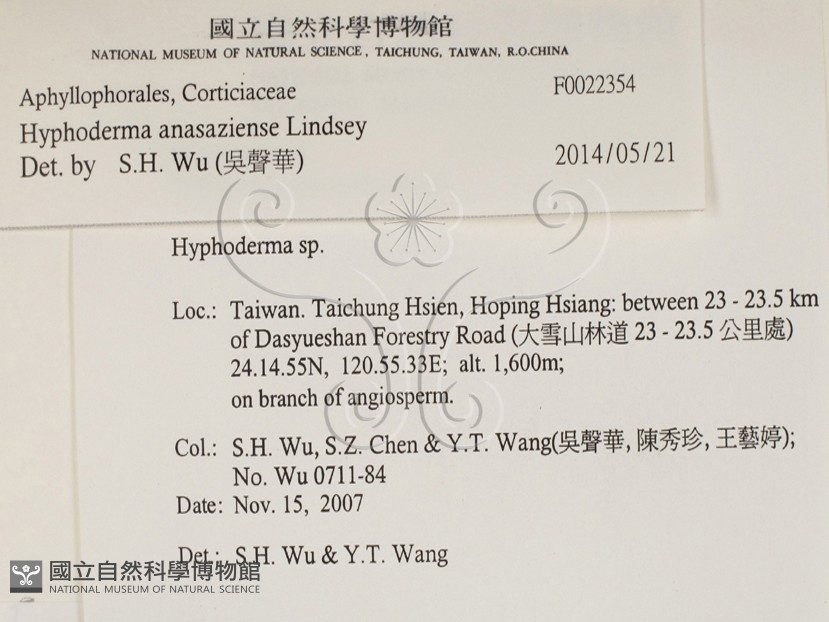 國立自然科學博物館
NATIONAL MUSEUM OF NATURAL SCIENCE, TAICHUNG, TAIWAN, R.O.CHINA
Aphyllophorales, Corticiaceae F0022354
Hyphoderma anasaziense Lindsey
Det. by S.H. Wu (吳聲華) 2014/05/21
Hyphoderma sp.
Loc.: Taiwan. Taichung Hsien, Hoping Hsiang: between 23 - 23.5 km
of Dasyueshan Forestry Road (大雪山林道 23 - 23.5 公里處)
24.14.55N, 120.55.33E; alt. 1,600m;
on branch of angiosperm.
Col.: S.H. Wu, S.Z. Chen & Y.T. Wang(吳聲華, 陳秀珍, 王藝婷);
No. Wu 0711-84
Date: Nov. 15, 2007
Det.: S.H. Wu & Y.T. Wang
國立自然科學博物館
NATIONAL MUSEUM OF NATURAL SCIENCE